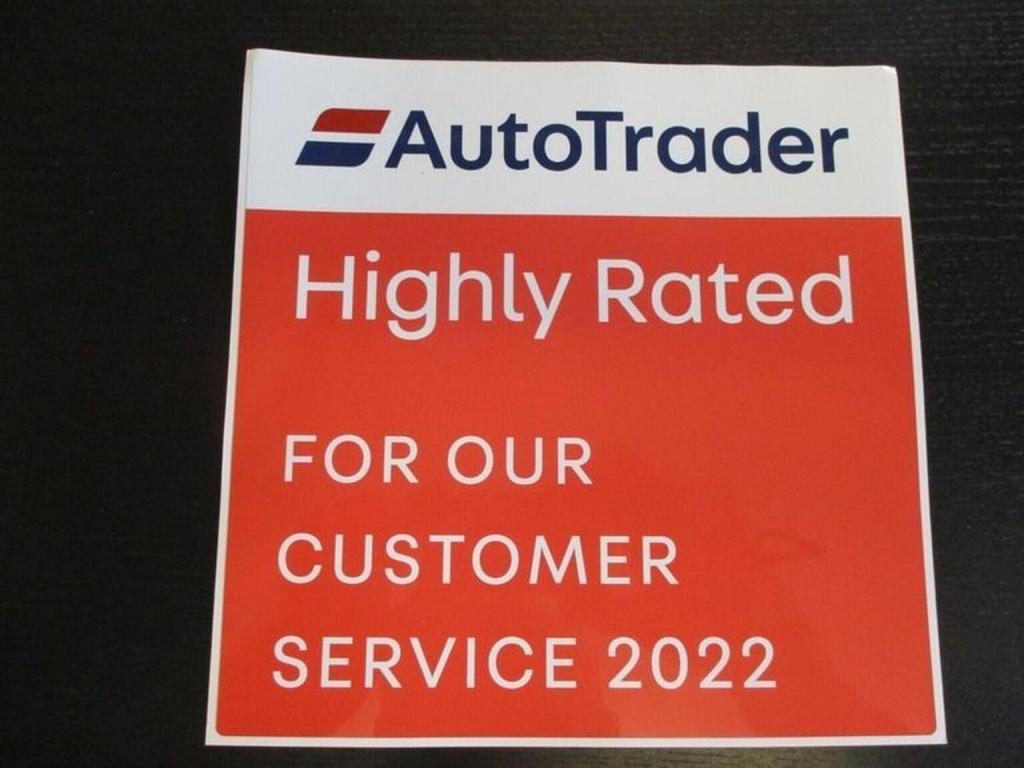 AutoTrader
Highly Rated
FOR OUR
CUSTOMER
SERVICE 2022